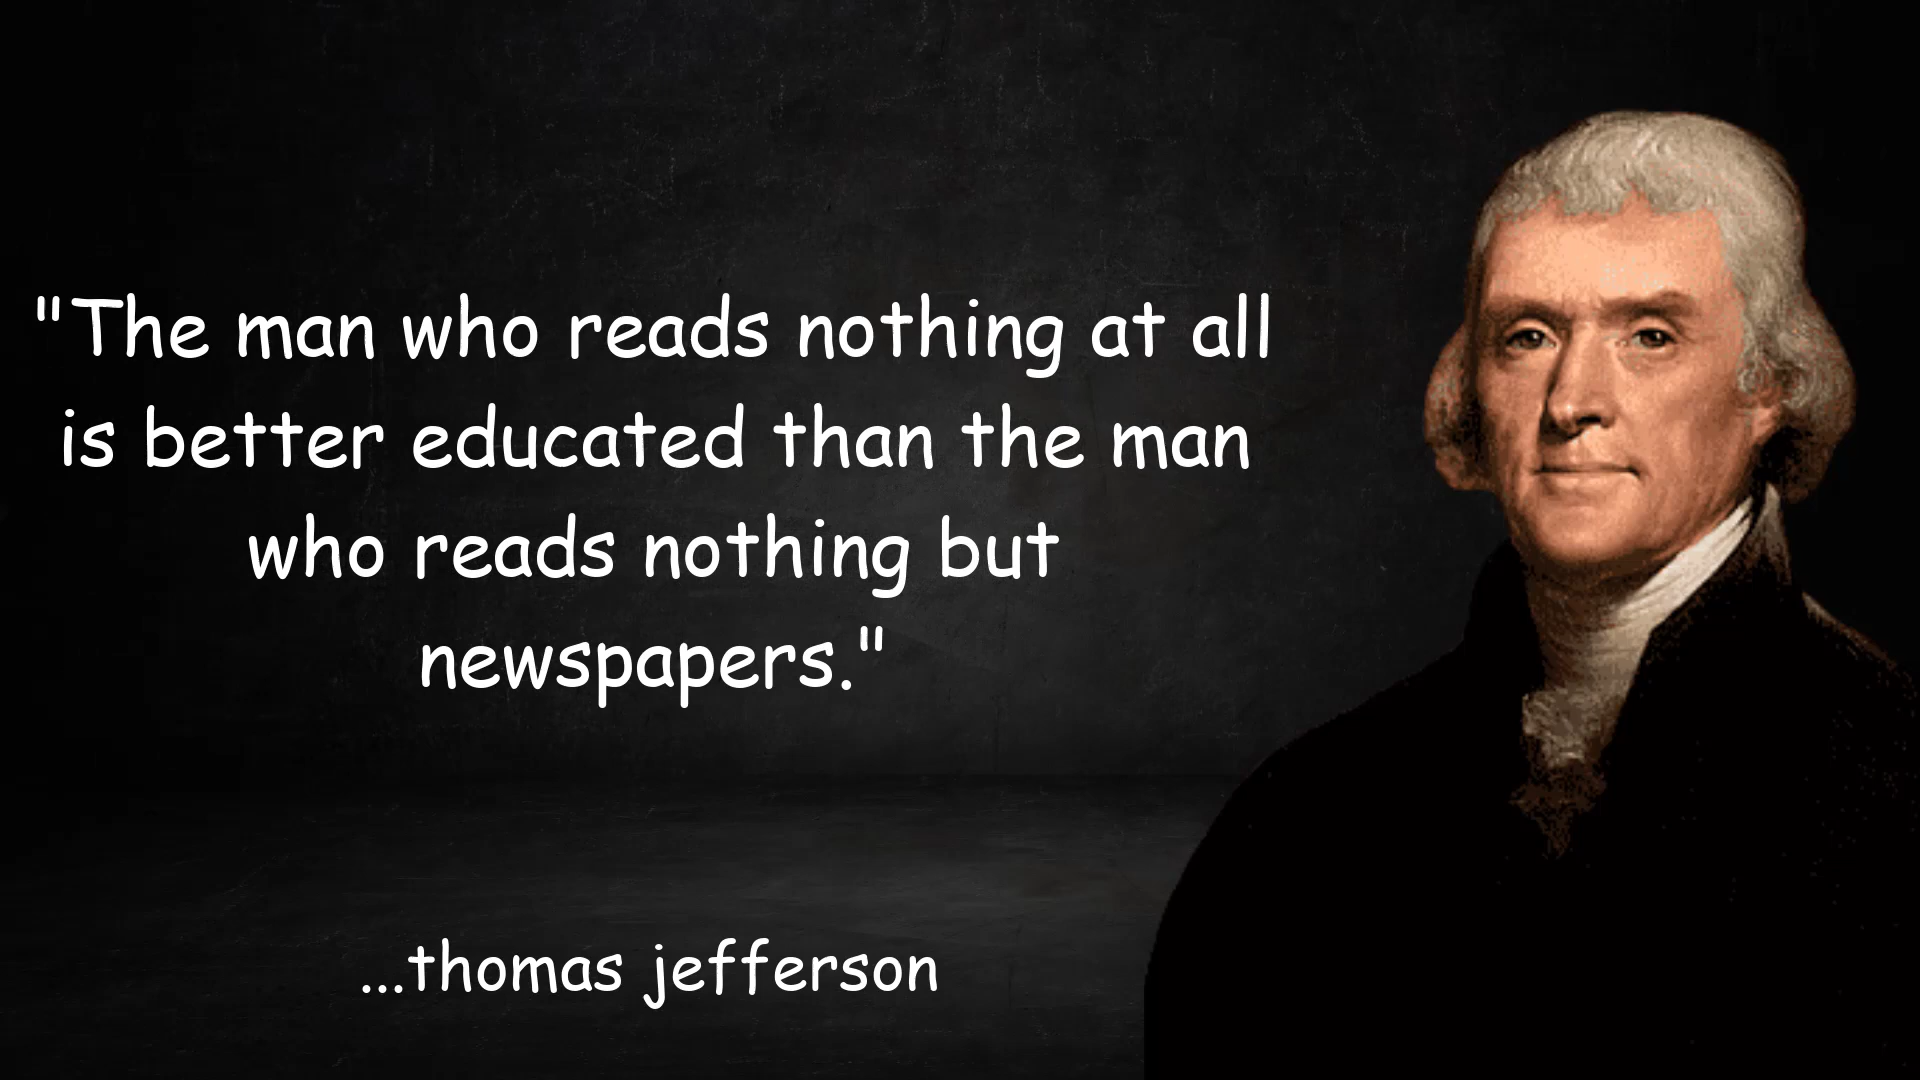 "The man who reads nothing at all
is better educated than the man
who reads nothing but
newspapers."
...thomas jefferson